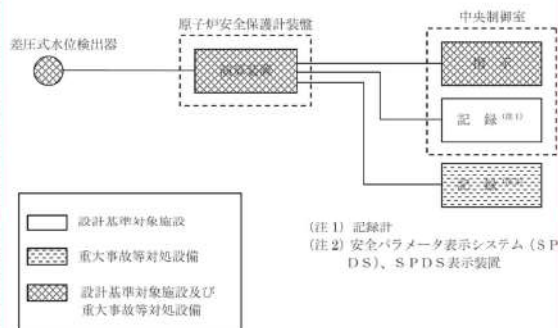 中央制御室
原子炉安全保護計装盤
差圧式水位検出器
演算装置
指示
記録(注1)
記録(注2)
設計基準対象施設
重大事故等対処設備
設計基準対象施設及び
重大事故等対処設備
(注1) 記録計
(注2) 安全パラメータ表示システム(SP
DS)、SPDS表示装置